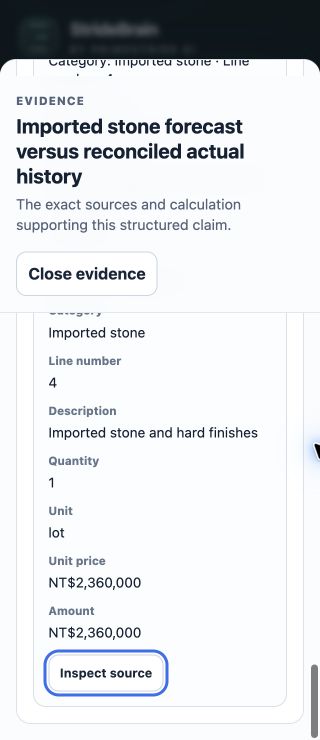 StrideBrain
Category: Imported stone · Line
EVIDENCE
Imported stone forecast
versus reconciled actual
history
The exact sources and calculation
supporting this structured claim.
Close evidence
Category
Imported stone
Line number
4
Description
Imported stone and hard finishes
Quantity
1
Unit
lot
Unit price
NT$2,360,000
Amount
NT$2,360,000
Inspect source